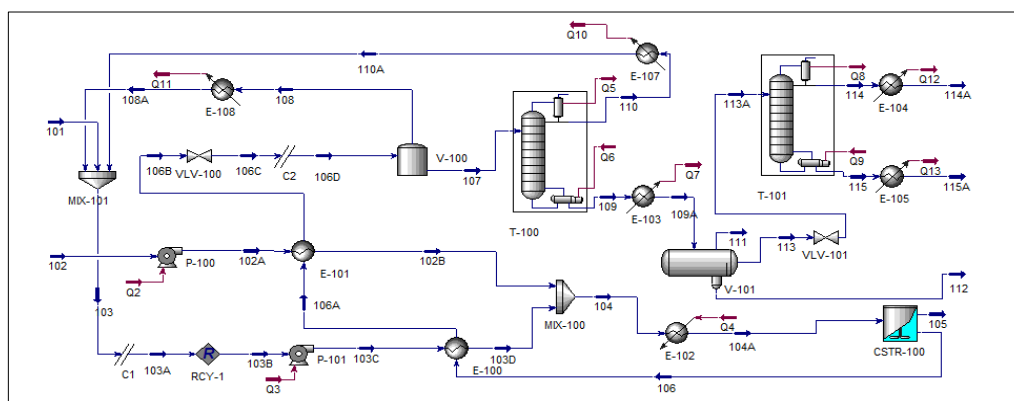 Q10
110A
E-107
Q11
108A
108
E-108
Q5
110
Q8
Q12
113A
114
E-104
114A
101
106B
VLV-100
106C
C2
106D
V-100
107
Q6
Q7
Q9
Q13
MIX-101
T-101
115
E-105
115A
109
E-103
109A
T-100
111
113
VLV-101
102
P-100
102A
E-101
102B
V-101
112
Q2
103
106A
MIX-100
104
Q4
105
E-102
104A
CSTR-100
C1
103A
R
RCY-1
103B
P-101
103C
E-100
103D
Q3
106